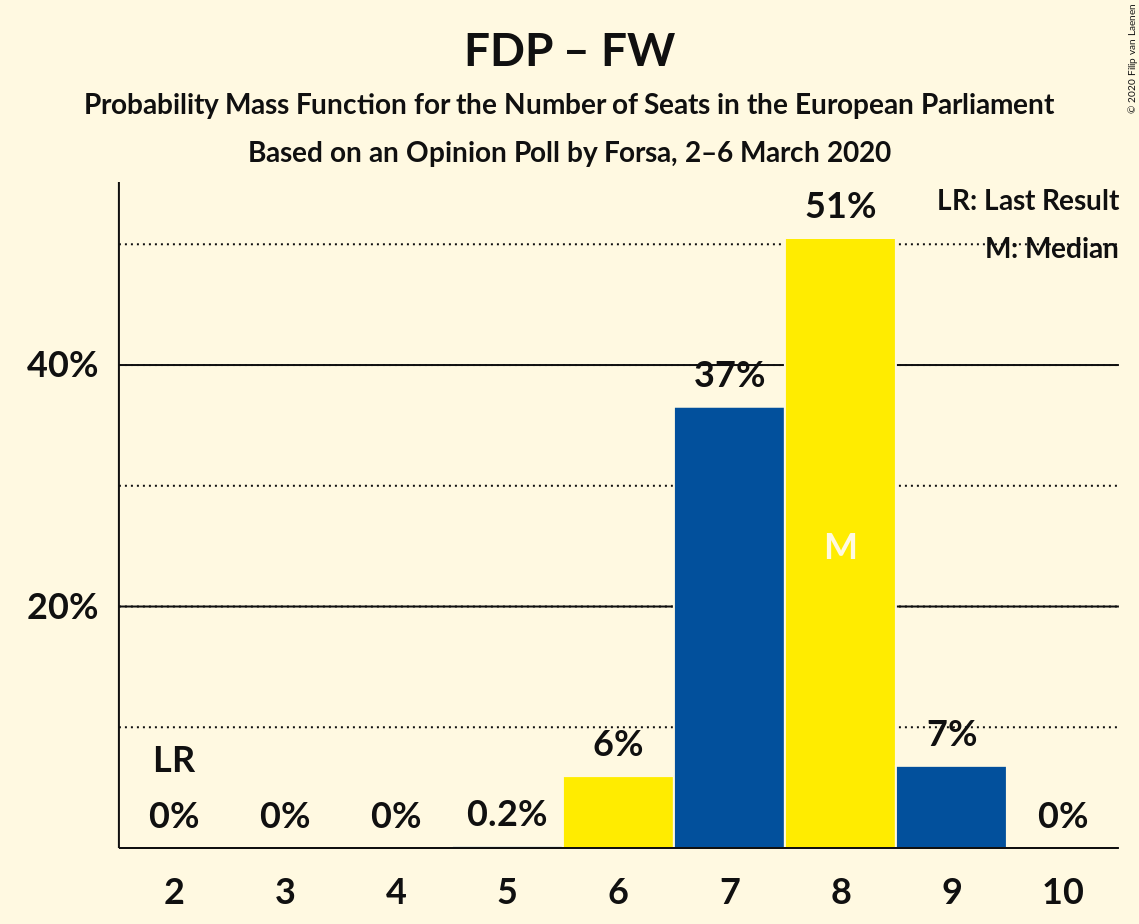 FDP – FW
Probability Mass Function for the Number of Seats in the European Parliament
Based on an Opinion Poll by Forsa, 2–6 March 2020
© 2020 Filip van Laenen
LR: Last Result
M: Median
51%
40%
37%
M
20%
7%
6%
LR
0%
0%
0%
0.2%
0%
2 3 4 5 6 7 8 9 10